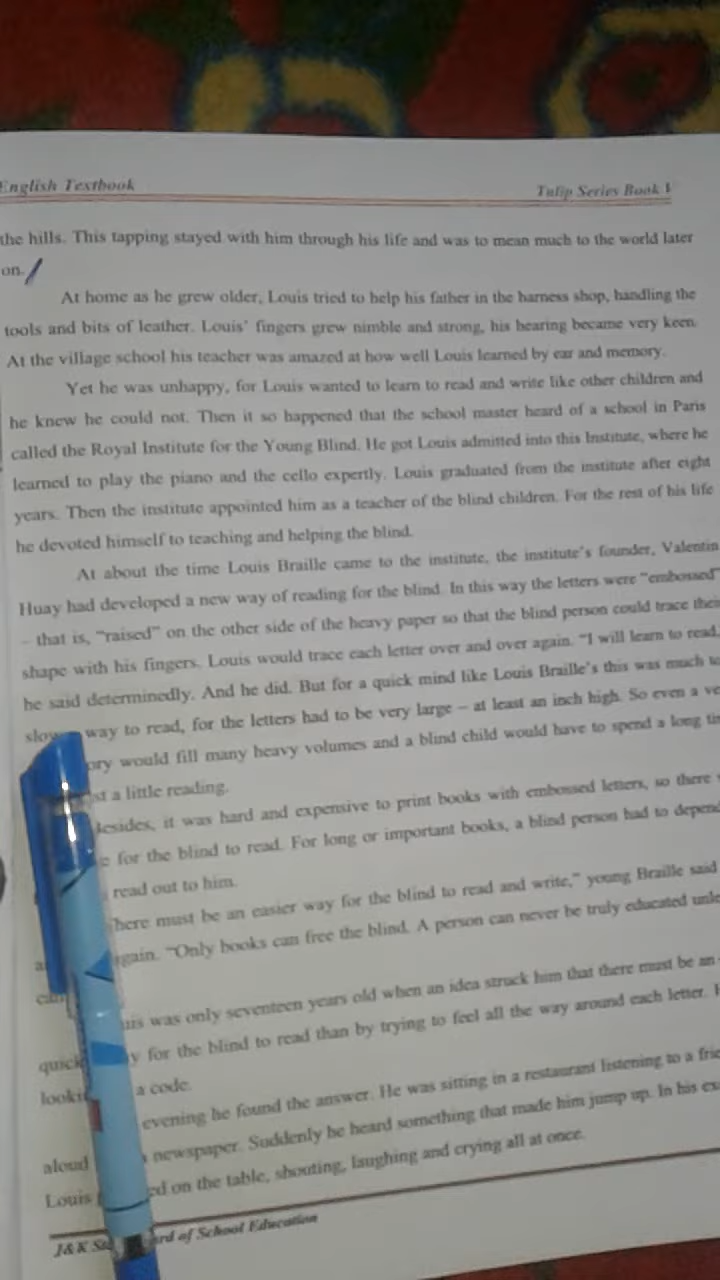 English Textbook
Tulip Series Book
the hills. This tapping stayed with him through his life and was to mean much to the world later
on.
At home as he grew older, Louis tried to help his father in the harness shop, handling the
tools and bits of leather. Louis' fingers grew nimble and strong, his hearing became very keen.
At the village school his teacher was amazed at how well Louis learned by ear and memory.
Yet he was unhappy, for Louis wanted to learn to read and write like other children and
he knew he could not. Then it so happened that the school master heard of a school in Paris
called the Royal Institute for the Young Blind. He got Louis admitted into this Institute, where he
learned to play the piano and the cello expertly. Louis graduated from the institute after eight
years. Then the institute appointed him as a teacher of the blind children. For the rest of his life
he devoted himself to teaching and helping the blind.
At about the time Louis Braille came to the institute, the institute's founder, Valentin
Huay had developed a new way of reading for the blind. In this way the letters were "embossed"
– that is, "raised" on the other side of the heavy paper so that the blind person could trace their
shape with his fingers. Louis would trace each letter over and over again. "I will learn to read,
he said determinedly. And he did. But for a quick mind like Louis Braille's this was much
way to read, for the letters had to be very large – at least an inch high. So even a
would fill many heavy volumes and a blind child would have to spend a long
a little reading.
it was hard and expensive to print books with embossed letters, so there
for the blind to read. For long or important books, a blind person had to
read out to him.
must be an easier way for the blind to read and write," young Braille said
"Only books can free the blind. A person can never be truly educated
was only seventeen years old when an idea struck him that there must be an
for the blind to read than by trying to feel all the way around each letter.
a code.
evening he found the answer. He was sitting in a restaurant listening to a
aloud newspaper. Suddenly he heard something that made him jump up. In his
Louis on the table, shouting, laughing and crying all at once.
J&K of School Education